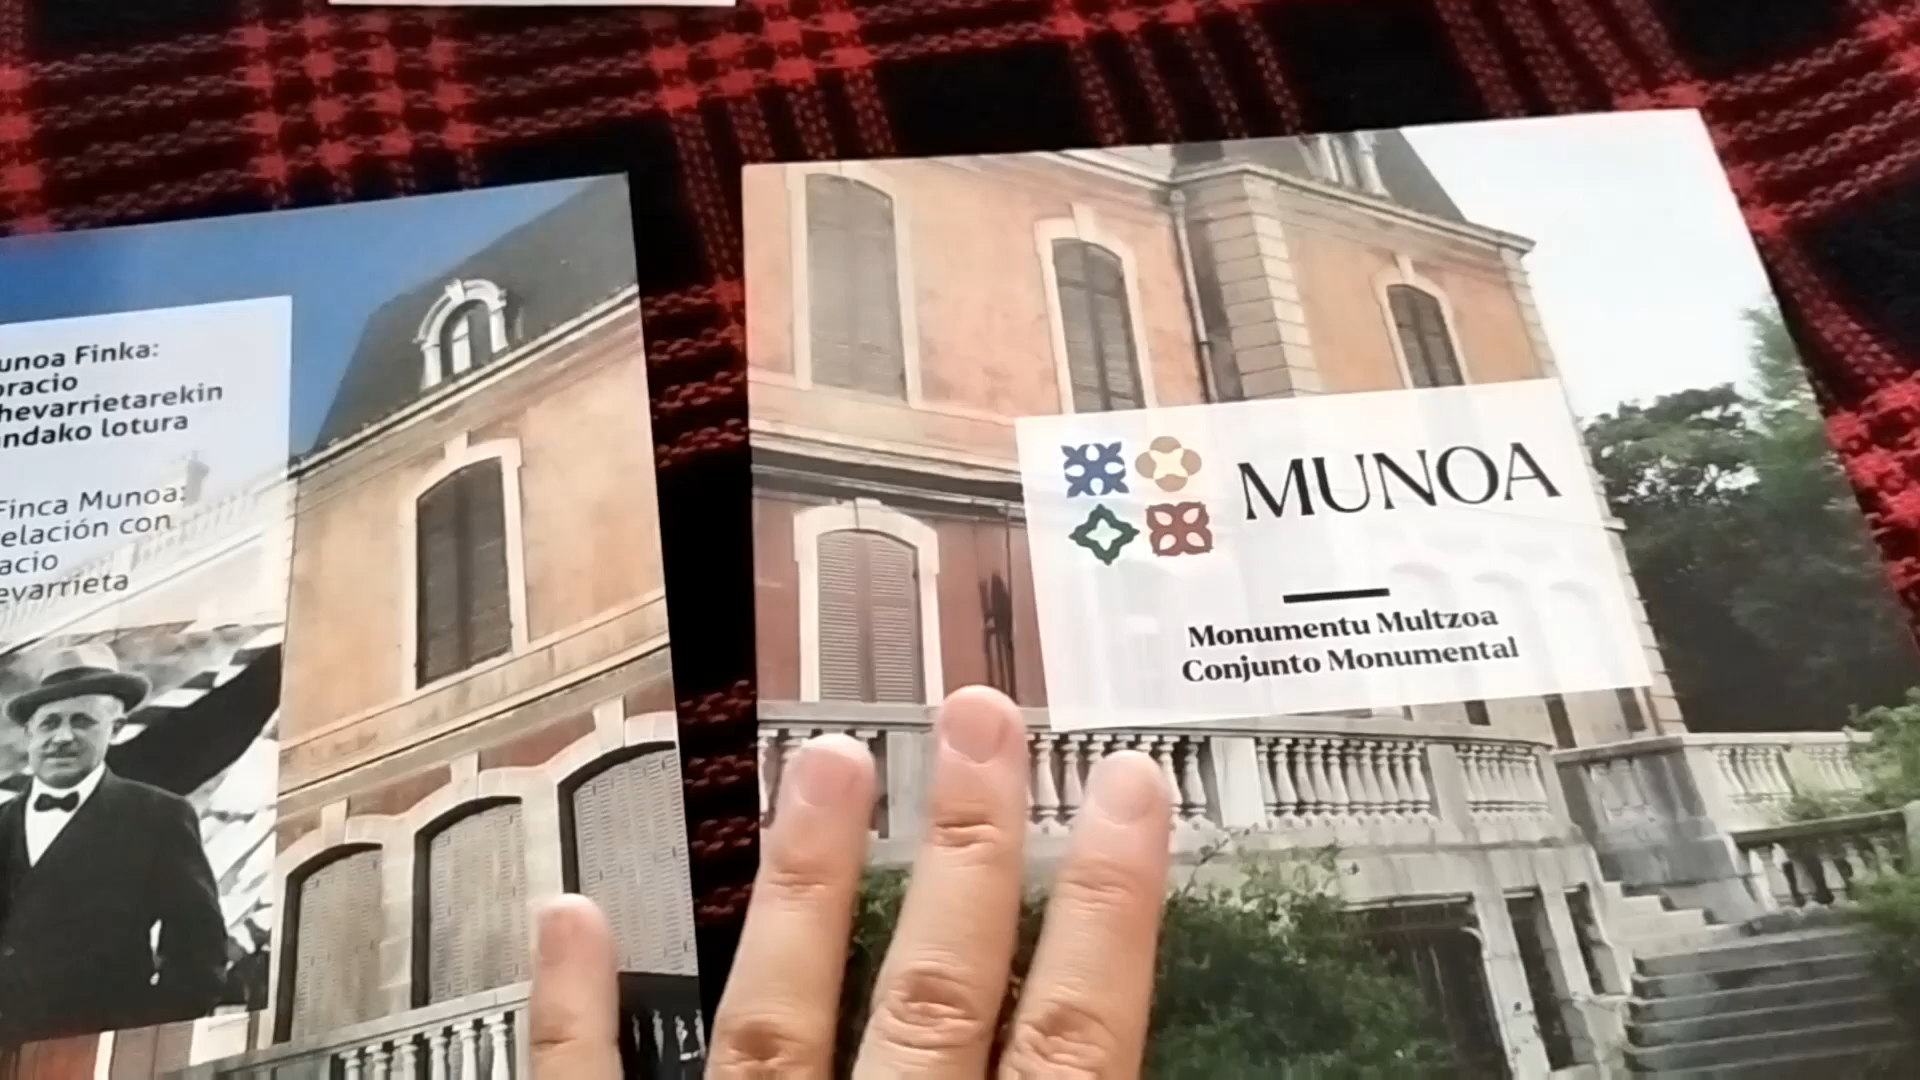 unoa Finka:
oracio
hevarrietarekin
ndako lotura
Finca Munoa:
elación con
acio
evarrieta
MUNOA
Monumentu Multzoa
Conjunto Monumental